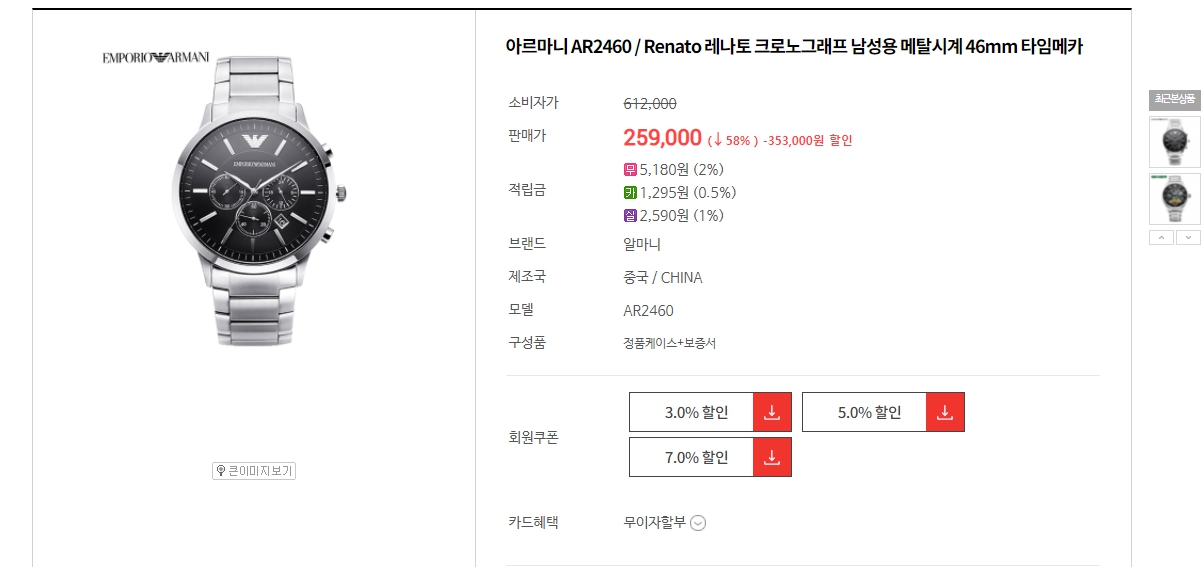 EMPORIO ARMANI
EMPORIO ARMANI
큰이미지보기
아르마니 AR2460 / Renato 레나토 크로노그래프 남성용 메탈시계 46mm 타임메카
소비자가 612,000
판매가 259,000 (↓ 58% ) -353,000원 할인
적립금
무 5,180원 (2%)
카 1,295원 (0.5%)
실 2,590원 (1%)
브랜드 알마니
제조국 중국 / CHINA
모델 AR2460
구성품 정품케이스+보증서
회원쿠폰
3.0% 할인 5.0% 할인
7.0% 할인
카드혜택 무이자할부
최근본상품